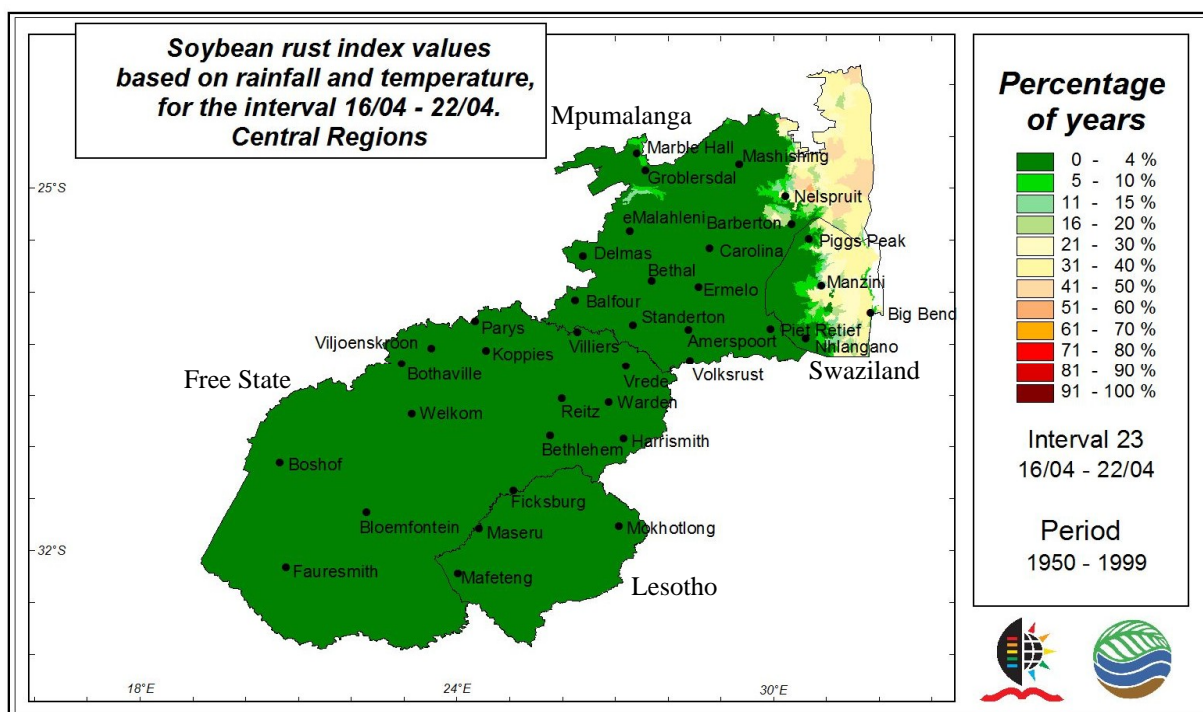 Soybean rust index values
based on rainfall and temperature,
for the interval 16/04 - 22/04.
Central Regions
Mpumalanga
Marble Hall
Mashishing
Groblersdal
25°S
Nelspruit
eMalahleni
Barberton
Piggs Peak
Delmas
Carolina
Bethal
Manzini
Ermelo
Balfour
Big Bend
Standerton
Parys
Piet Retief
Villiers
Amerspoort
Nhlangano
Viljoenskroon
Koppies
Bothaville
Vrede
Volksrust
Swaziland
Free State
Welkom
Reitz
Warden
Bethlehem
Harrismith
Boshof
Ficksburg
Bloemfontein
Maseru
Mokhotlong
32°S
Fauresmith
Mafeteng
Lesotho
18°E
24°E
30°E
Percentage
of years
0 - 4 %
5 - 10 %
11 - 15 %
16 - 20 %
21 - 30 %
31 - 40 %
41 - 50 %
51 - 60 %
61 - 70 %
71 - 80 %
81 - 90 %
91 - 100 %
Interval 23
16/04 - 22/04
Period
1950 - 1999